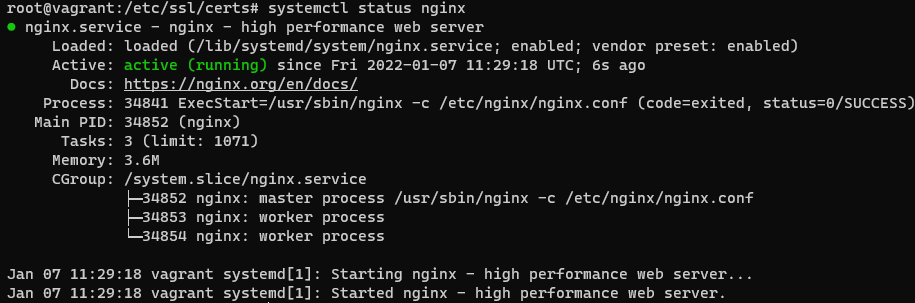 root@vagrant:/etc/ssl/certs# systemctl status nginx
● nginx.service - nginx - high performance web server
     Loaded: loaded (/lib/systemd/system/nginx.service; enabled; vendor preset: enabled)
     Active: active (running) since Fri 2022-01-07 11:29:18 UTC; 6s ago
       Docs: https://nginx.org/en/docs/
    Process: 34841 ExecStart=/usr/sbin/nginx -c /etc/nginx/nginx.conf (code=exited, status=0/SUCCESS)
   Main PID: 34852 (nginx)
      Tasks: 3 (limit: 1071)
     Memory: 3.6M
     CGroup: /system.slice/nginx.service
             ├─34852 nginx: master process /usr/sbin/nginx -c /etc/nginx/nginx.conf
             ├─34853 nginx: worker process
             └─34854 nginx: worker process

Jan 07 11:29:18 vagrant systemd[1]: Starting nginx - high performance web server...
Jan 07 11:29:18 vagrant systemd[1]: Started nginx - high performance web server.